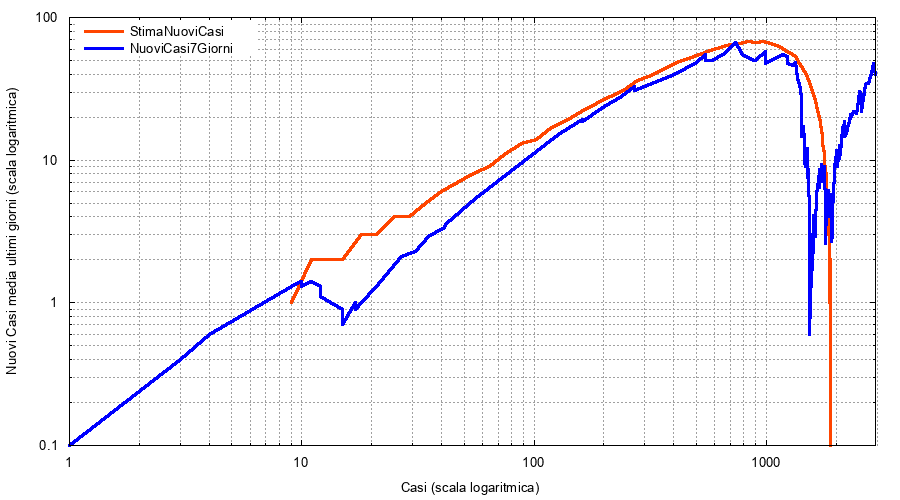 100
StimaNuoviCasi
NuoviCasi7Giorni
Nuovi Casi media ultimi giorni (scala logaritmica)
10
1
0.1
1
10
100
1000
Casi (scala logaritmica)